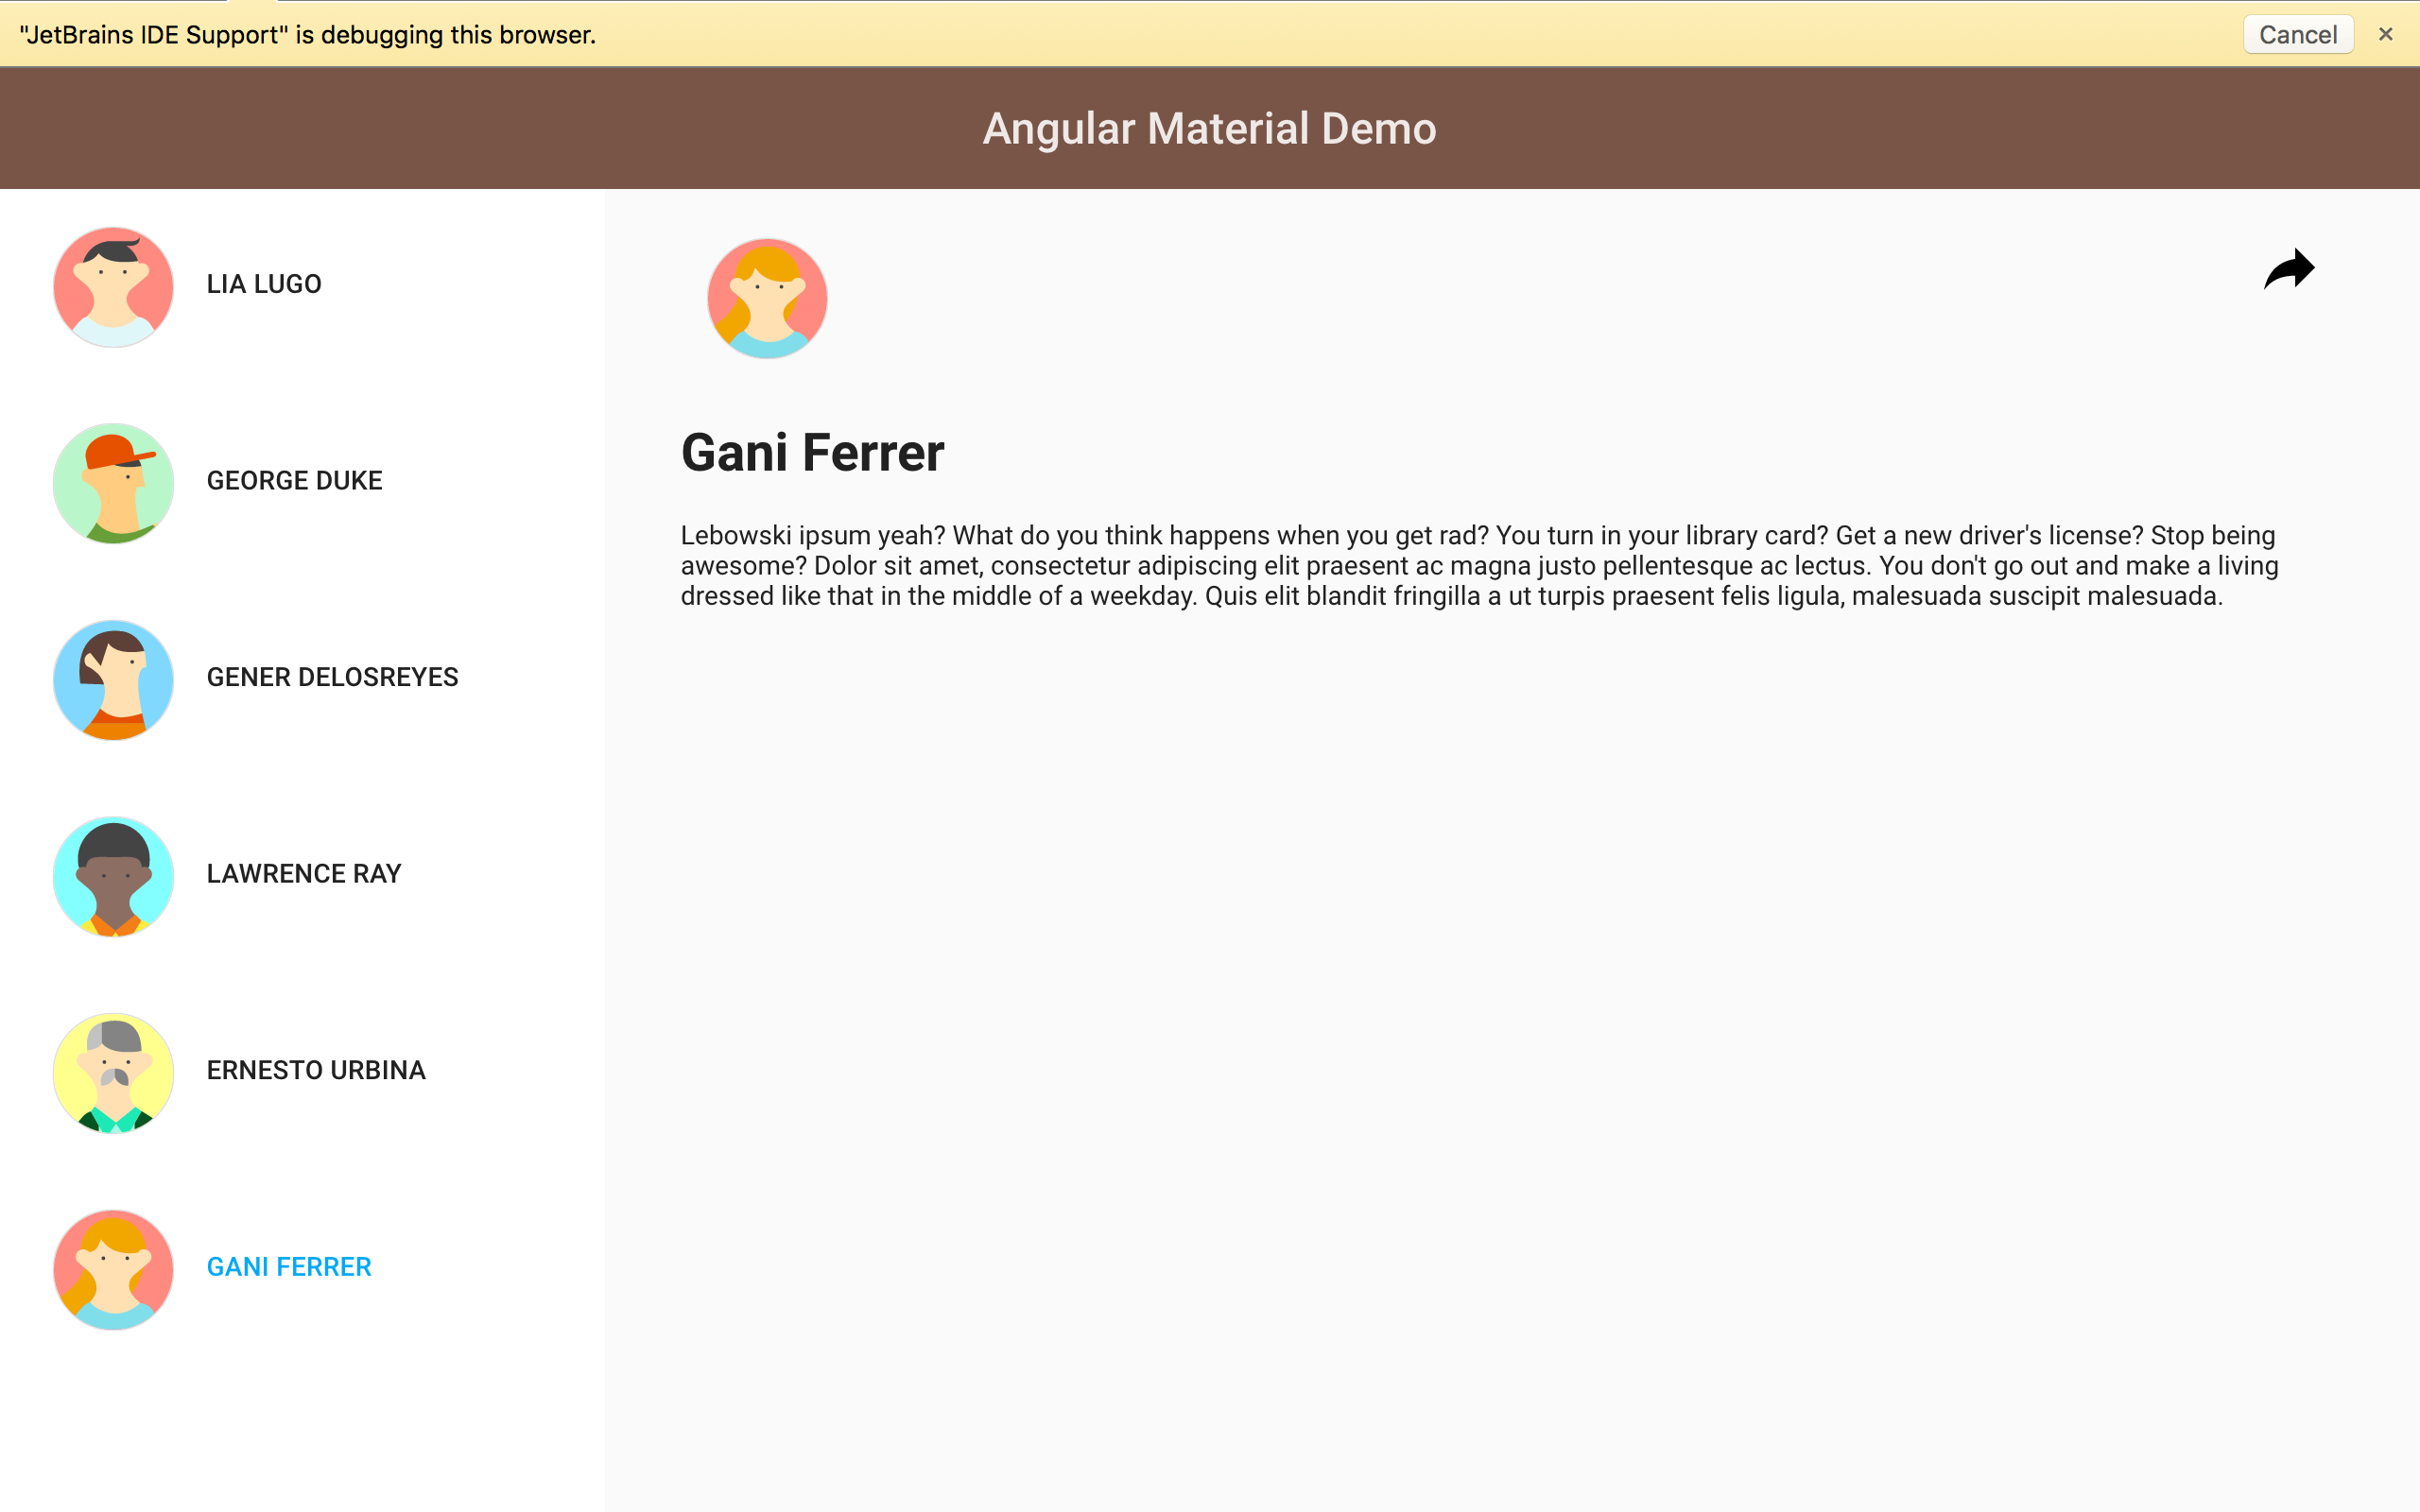 "JetBrains IDE Support" is debugging this browser.
Cancel ×
Angular Material Demo
LIA LUGO
GEORGE DUKE
GENER DELOSREYES
LAWRENCE RAY
ERNESTO URBINA
GANI FERRER
Gani Ferrer
Lebowski ipsum yeah? What do you think happens when you get rad? You turn in your library card? Get a new driver's license? Stop being
awesome? Dolor sit amet, consectetur adipiscing elit praesent ac magna justo pellentesque ac lectus. You don't go out and make a living
dressed like that in the middle of a weekday. Quis elit blandit fringilla a ut turpis praesent felis ligula, malesuada suscipit malesuada.